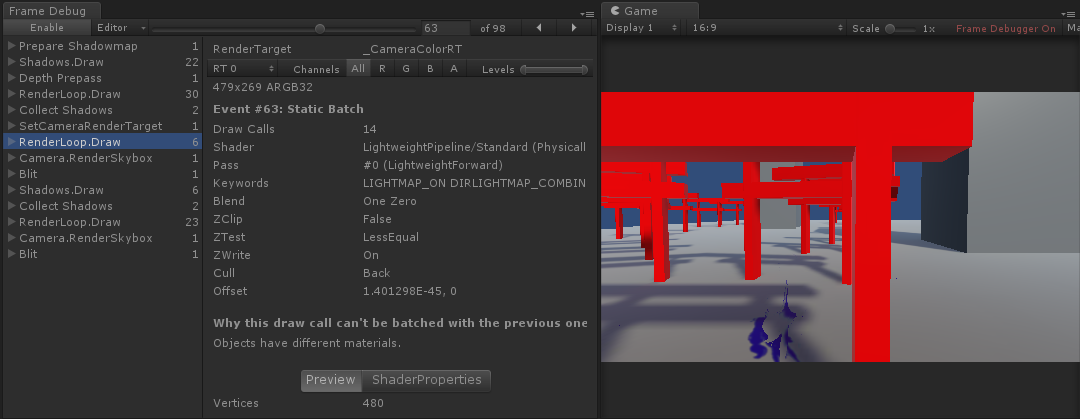 Frame Debug
Enable Editor 63 of 98
Prepare Shadowmap 1
Shadows.Draw 22
Depth Prepass 1
RenderLoop.Draw 30
Collect Shadows 2
SetCameraRenderTarget 1
RenderLoop.Draw 6
Camera.RenderSkybox 1
Blit 1
Shadows.Draw 6
Collect Shadows 2
RenderLoop.Draw 23
Camera.RenderSkybox 1
Blit 1
RenderTarget _CameraColorRT
RT 0 Channels All R G B A Levels
479x269 ARGB32
Event #63: Static Batch
Draw Calls 14
Shader LightweightPipeline/Standard (Physicall
Pass #0 (LightweightForward)
Keywords LIGHTMAP_ON DIRLIGHTMAP_COMBIN
Blend One Zero
ZClip False
ZTest LessEqual
ZWrite On
Cull Back
Offset 1.401298E-45, 0
Why this draw call can't be batched with the previous one
Objects have different materials.
Preview ShaderProperties
Vertices 480
Game
Display 1 16:9 Scale 1x Frame Debugger On Ma